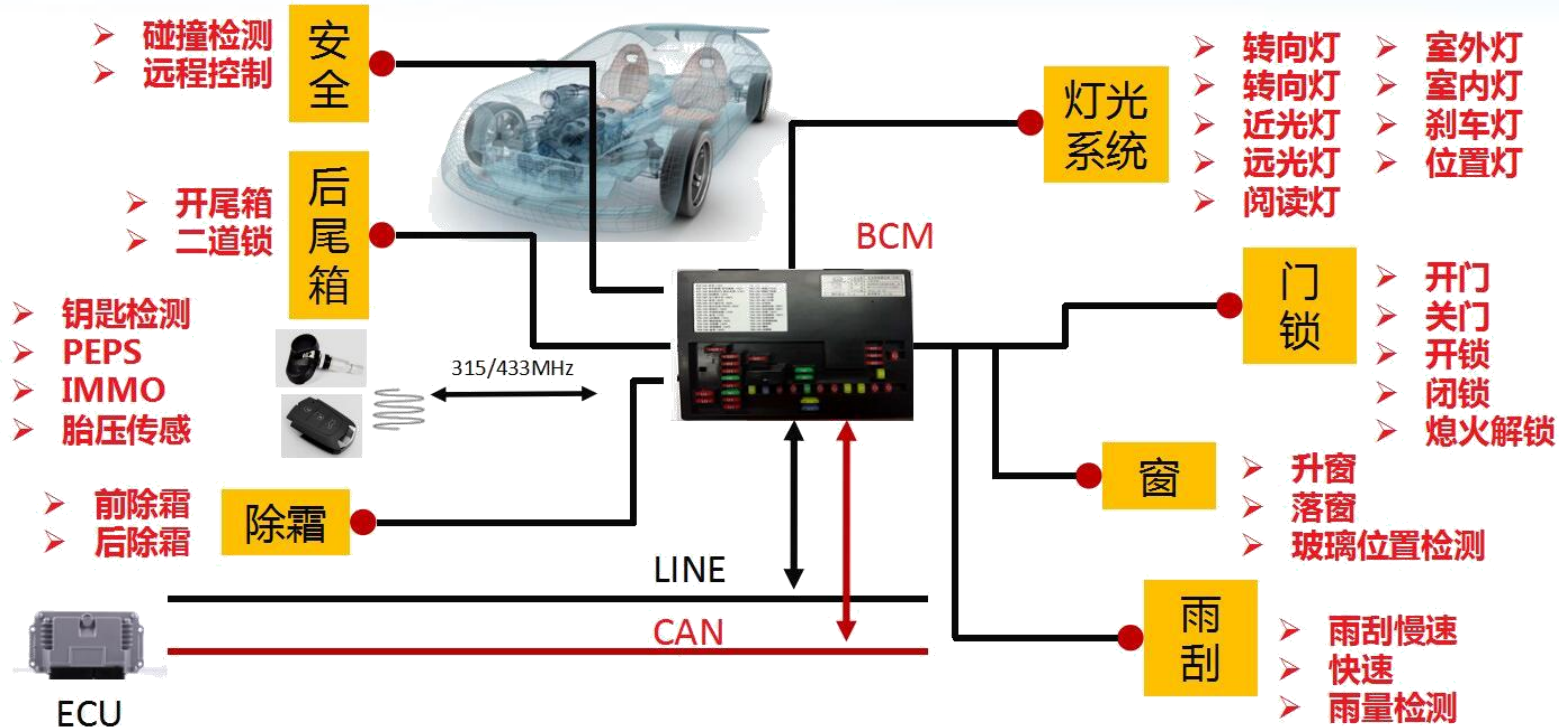 碰撞检测
远程控制
安全
开尾箱
二道锁
后尾箱
钥匙检测
PEPS
IMMO
胎压传感
315/433MHz
前除霜
后除霜
除霜
BCM
灯光系统
转向灯
转向灯
近光灯
远光灯
阅读灯
室外灯
室内灯
刹车灯
位置灯
门锁
开门
关门
开锁
闭锁
熄火解锁
窗
升窗
落窗
玻璃位置检测
雨刮
雨刮慢速
快速
雨量检测
LINE
CAN
ECU